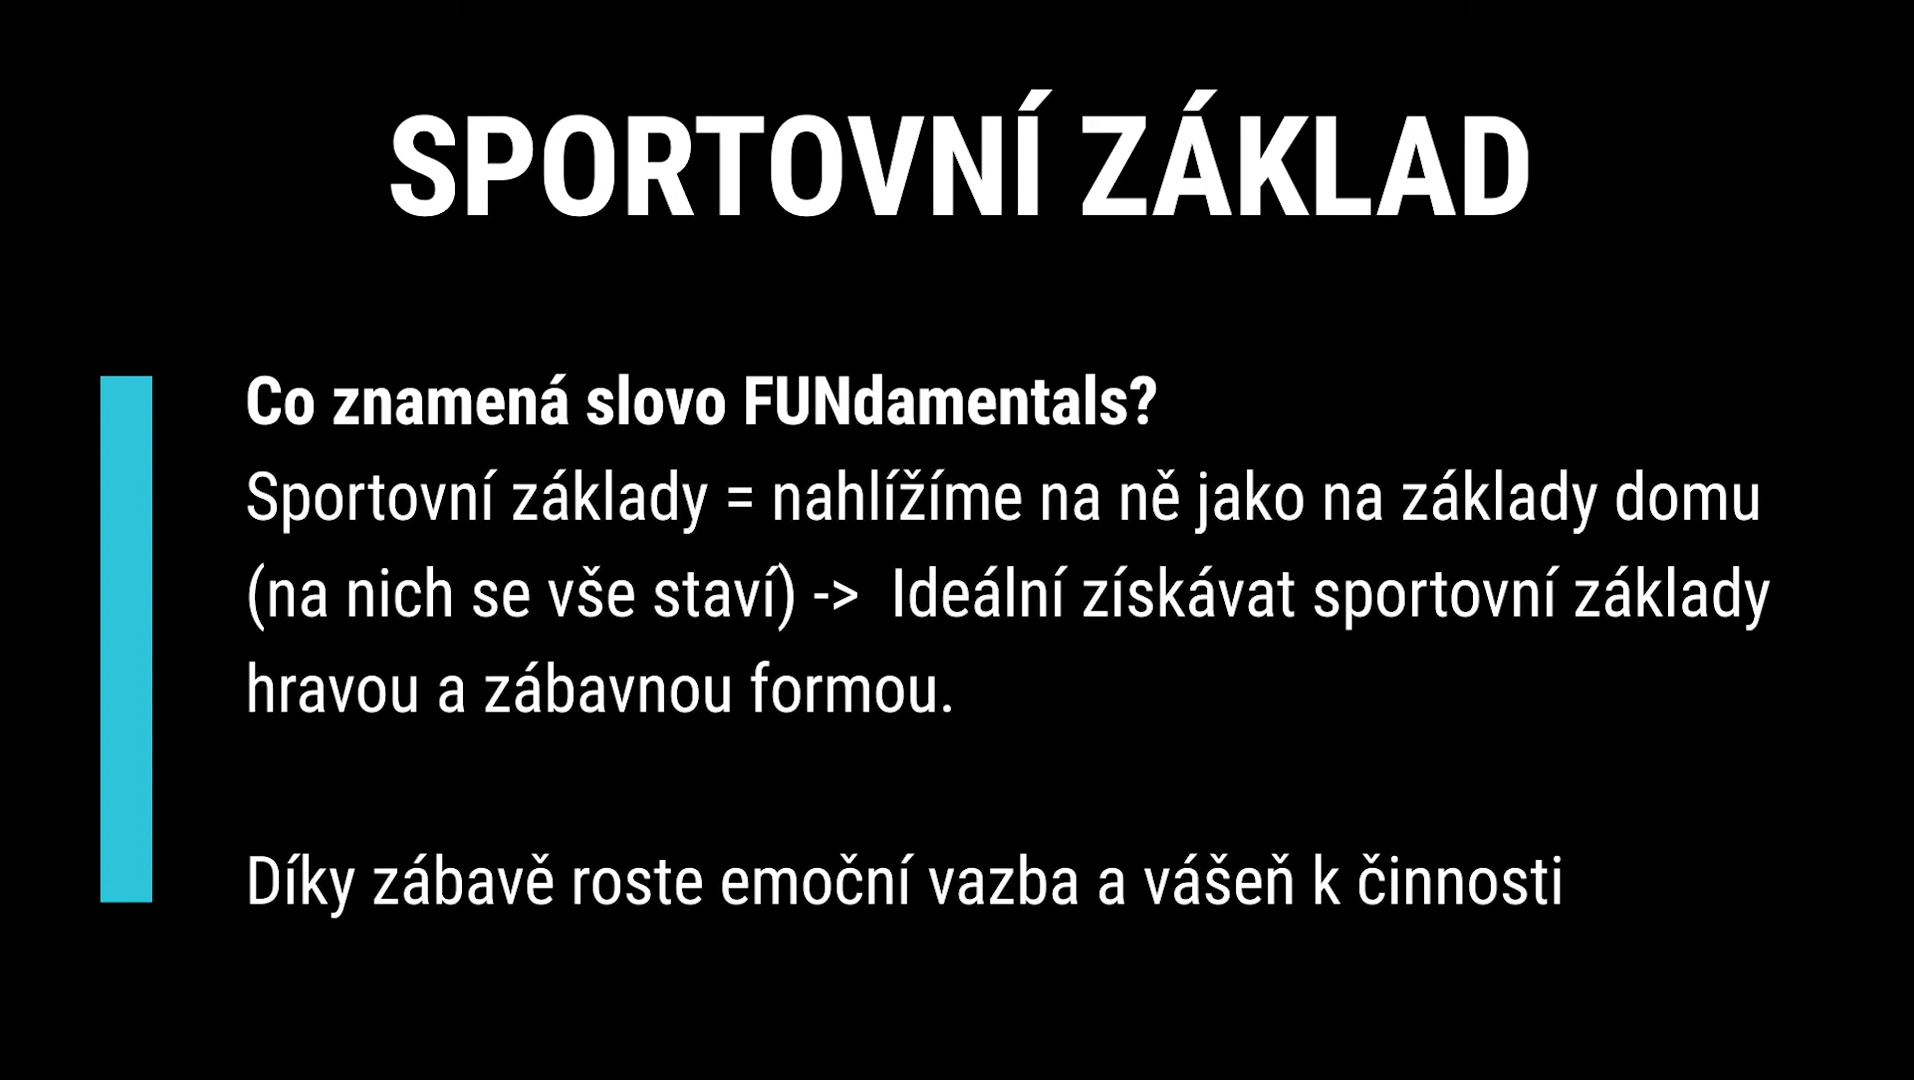 SPORTOVNÍ ZÁKLAD
Co znamená slovo FUNdamentals?
Sportovní základy = nahlížíme na ně jako na základy domu
(na nich se vše staví) -> Ideální získávat sportovní základy
hravou a zábavnou formou.
Díky zábavě roste emoční vazba a vášeň k činnosti